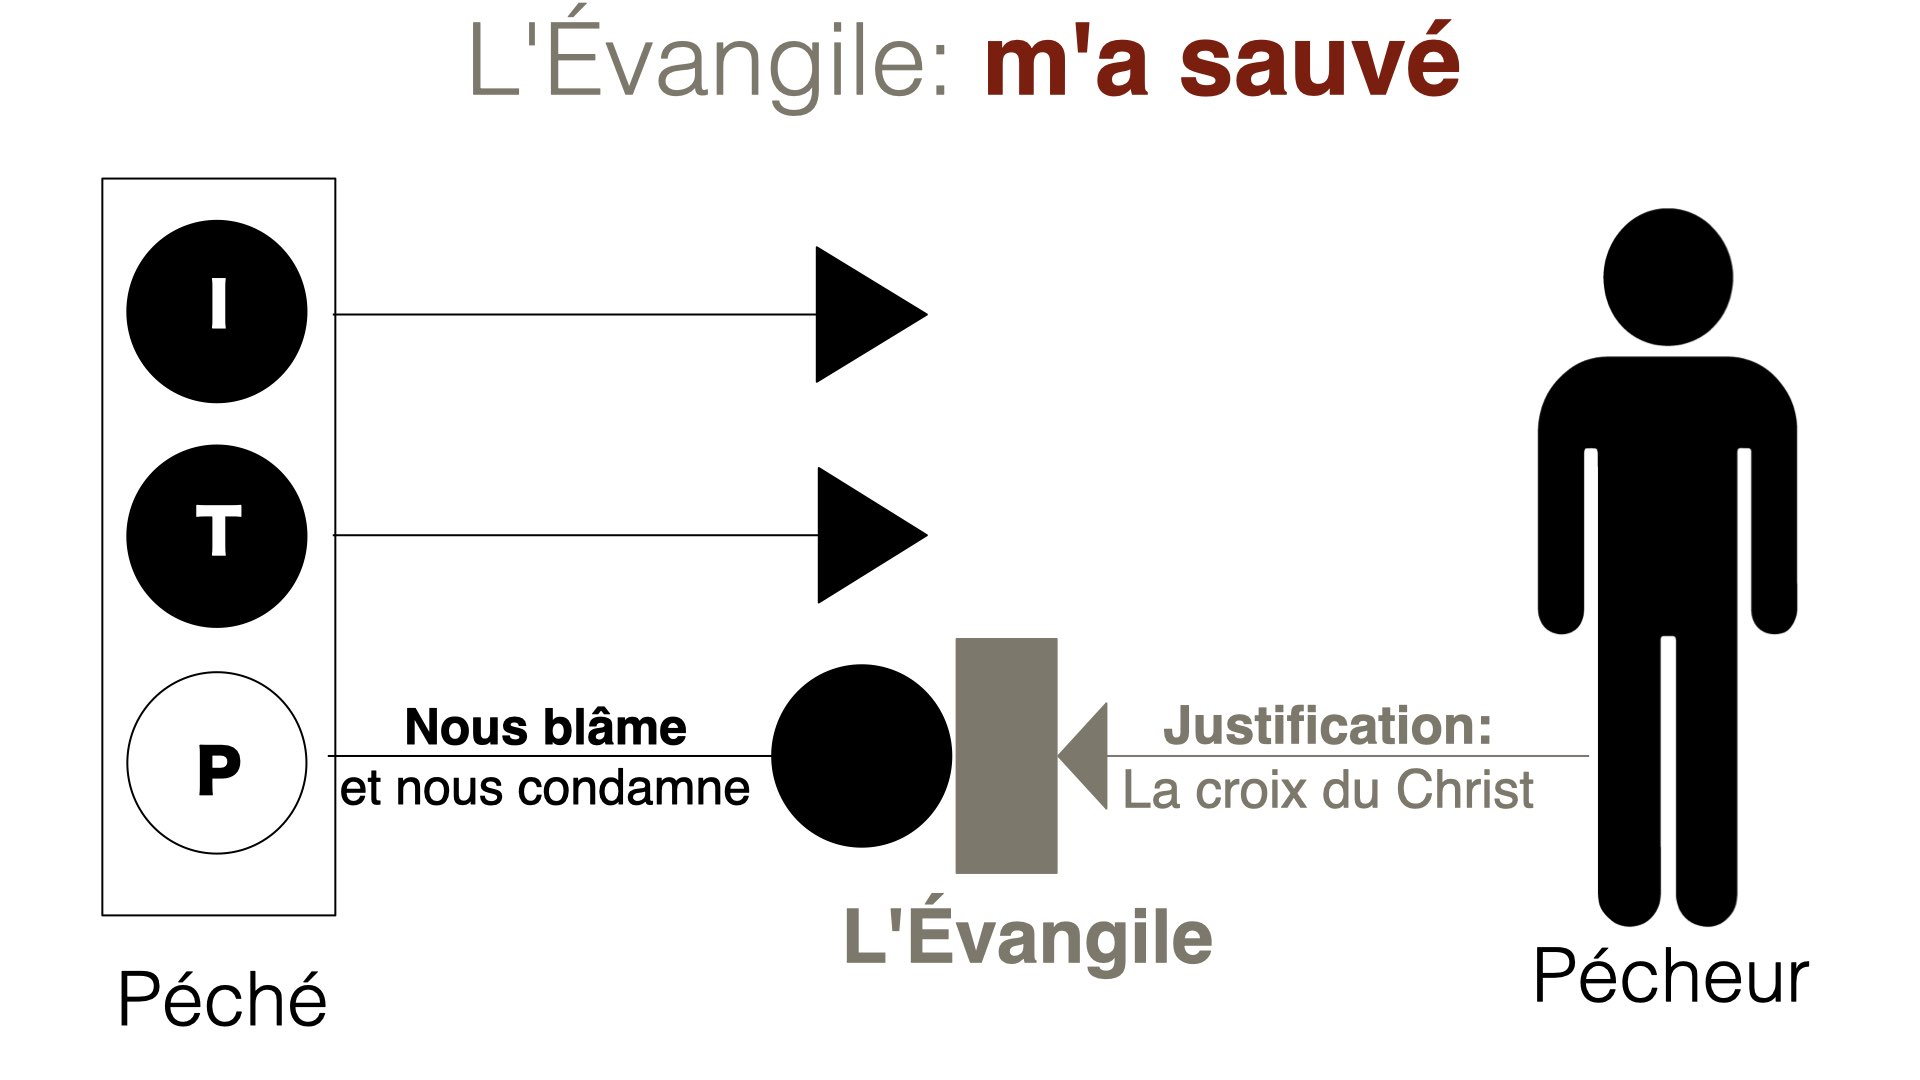 L'Évangile: m'a sauvé
I
T
P
Nous blâme
et nous condamne
Justification:
La croix du Christ
L'Évangile
Péché
Pécheur